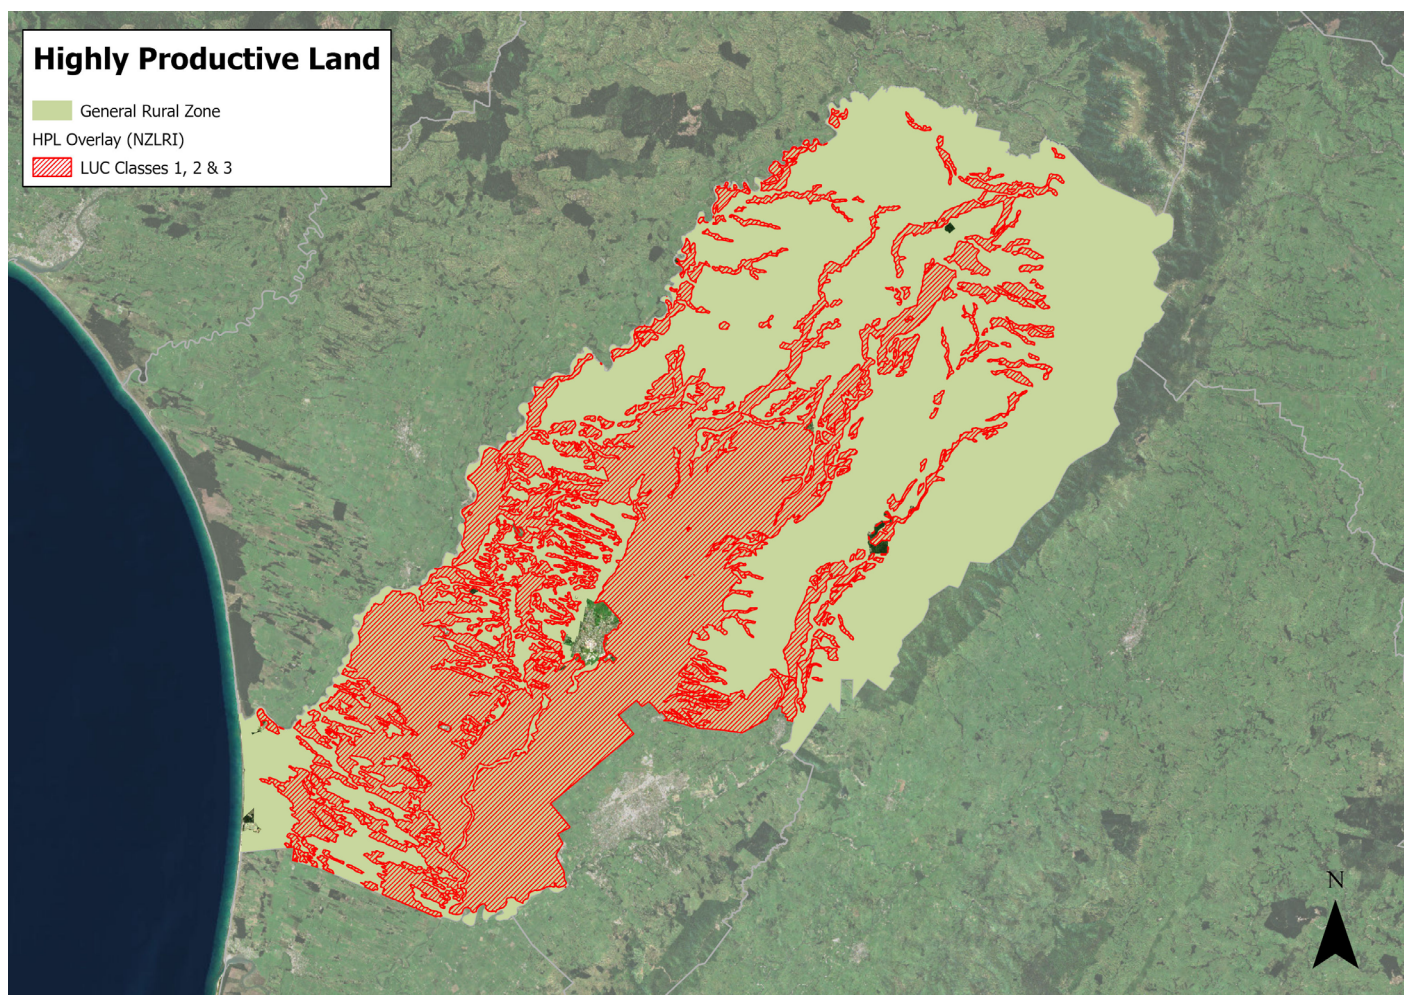 Highly Productive Land
General Rural Zone
HPL Overlay (NZLRI)
LUC Classes 1, 2 & 3
N